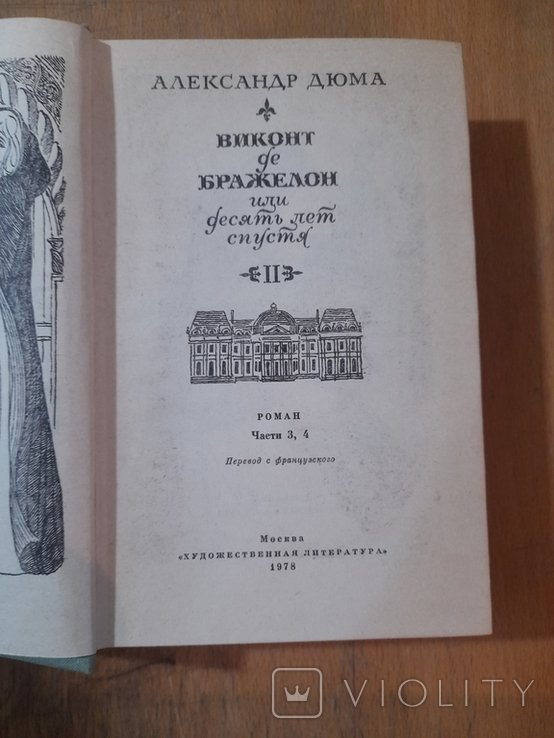 АЛЕКСАНДР ДЮМА
ВИКОНТ
де
БРАЖЕЛОН
или
десять лет
спустя
II
РОМАН
Части 3, 4
Перевод с французского
Москва
«ХУДОЖЕСТВЕННАЯ ЛИТЕРАТУРА»
1978
VIOLITY